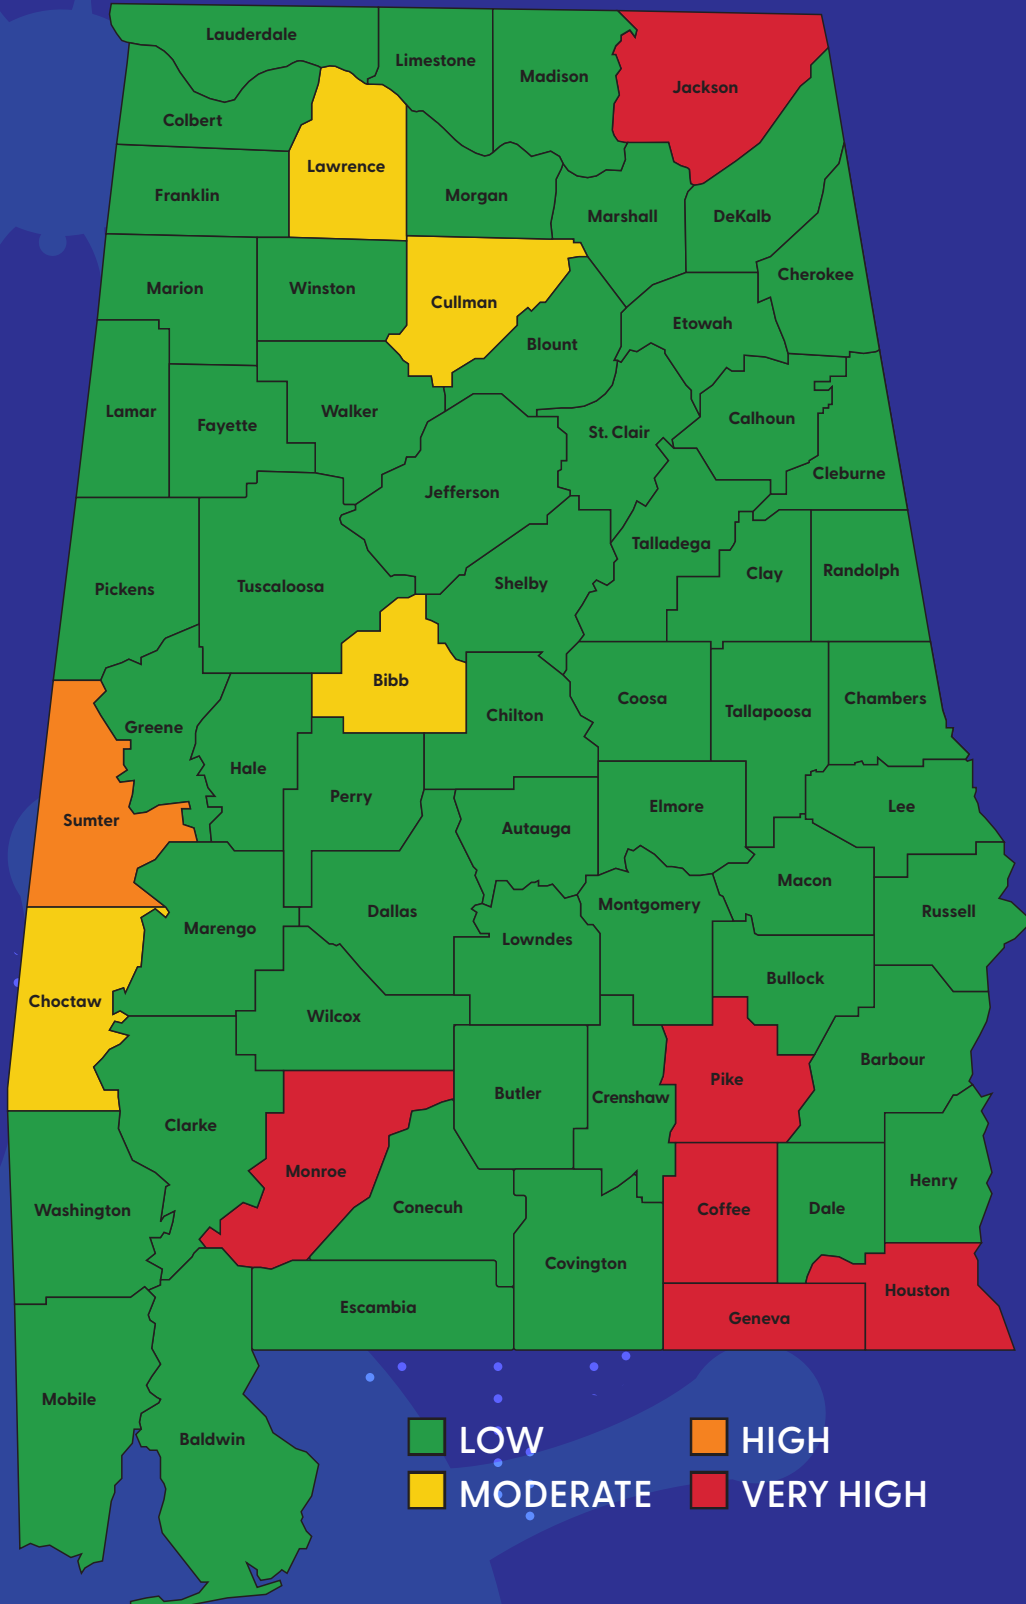 Lauderdale
Limestone
Madison
Jackson
Colbert
Lawrence
Franklin
Morgan
Marshall
DeKalb
Cherokee
Marion
Winston
Cullman
Etowah
Blount
Lamar
Fayette
Walker
St. Clair
Calhoun
Cleburne
Jefferson
Talladega
Clay
Randolph
Pickens
Tuscaloosa
Shelby
Bibb
Coosa
Tallapoosa
Chambers
Greene
Chilton
Hale
Perry
Elmore
Lee
Sumter
Autauga
Macon
Montgomery
Russell
Dallas
Marengo
Lowndes
Bullock
Choctaw
Wilcox
Barbour
Pike
Butler
Crenshaw
Clarke
Monroe
Henry
Washington
Conecuh
Coffee
Dale
Covington
Houston
Escambia
Geneva
Mobile
Baldwin
LOW
HIGH
MODERATE
VERY HIGH